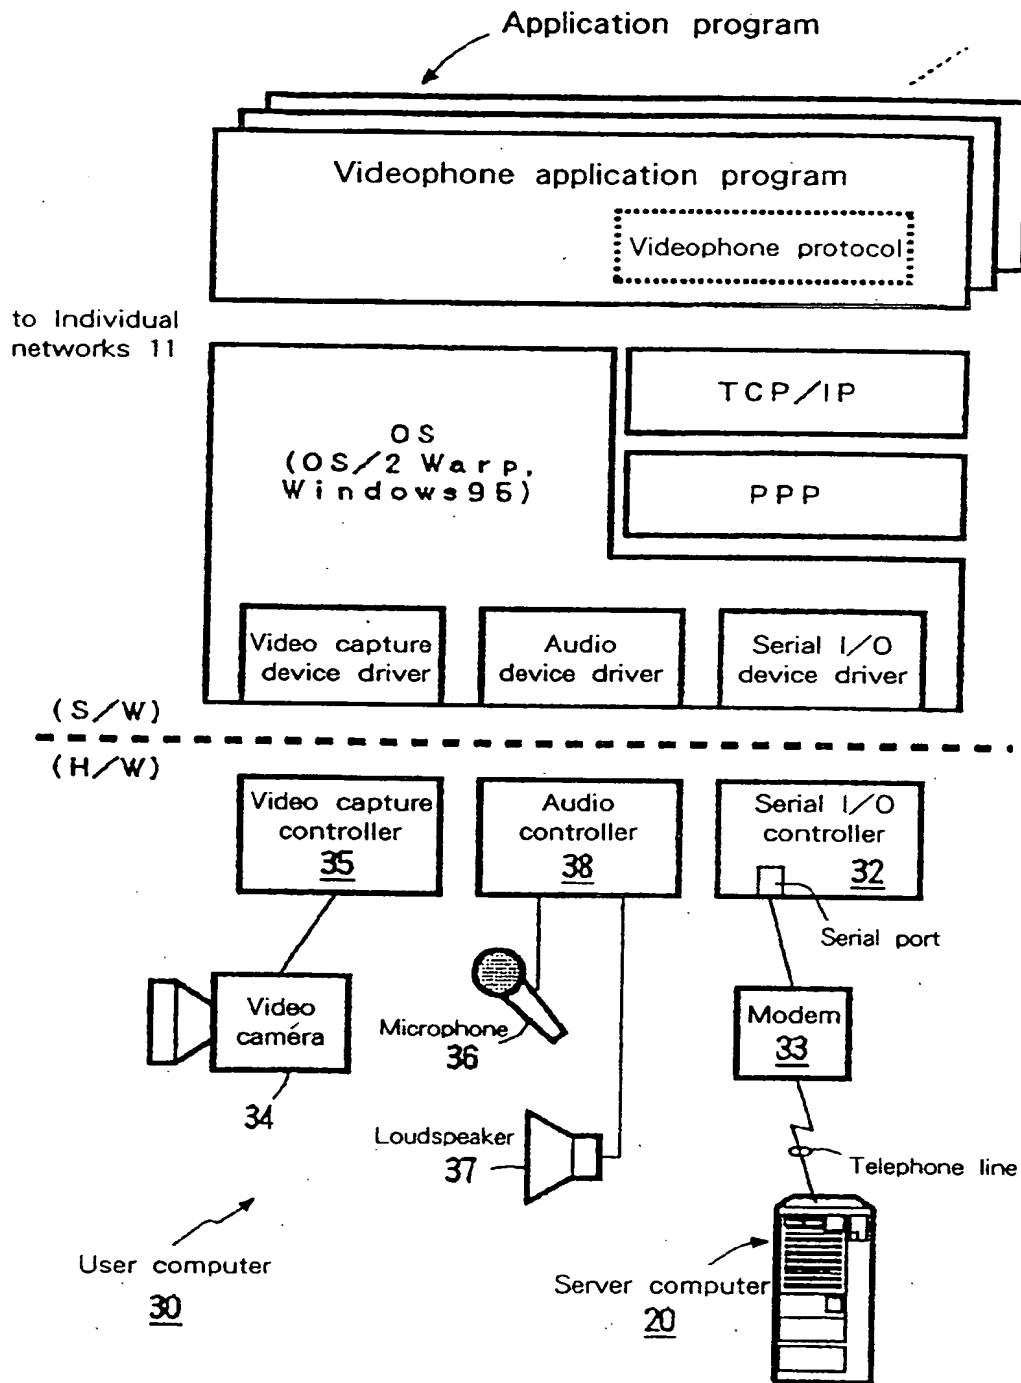 Application program
Videophone application program
Videophone protocol
to Individual
networks 11
TCP/IP
OS
(OS/2 Warp,
Windows95)
PPP
Video capture
device driver
Audio
device driver
Serial I/O
device driver
(S/W)
(H/W)
Video capture
controller
35
Audio
controller
38
Serial I/O
controller
32
Serial port
Video
caméra
34
Microphone
36
Modem
33
Loudspeaker
37
Telephone line
User computer
30
Server computer
20